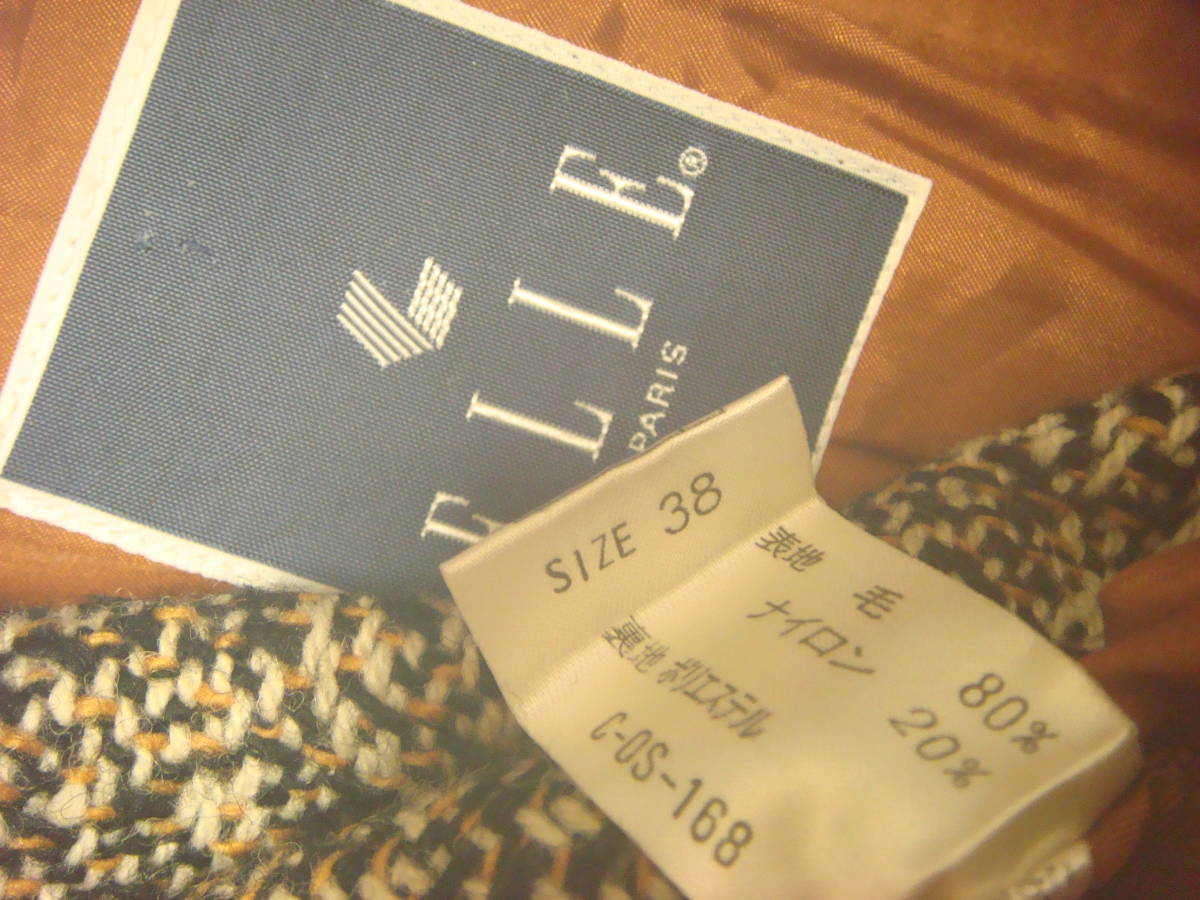 ELLE®
PARIS
SIZE 38
表地 毛 80%
ナイロン 20%
裏地 ポリエステル
C-OS-168